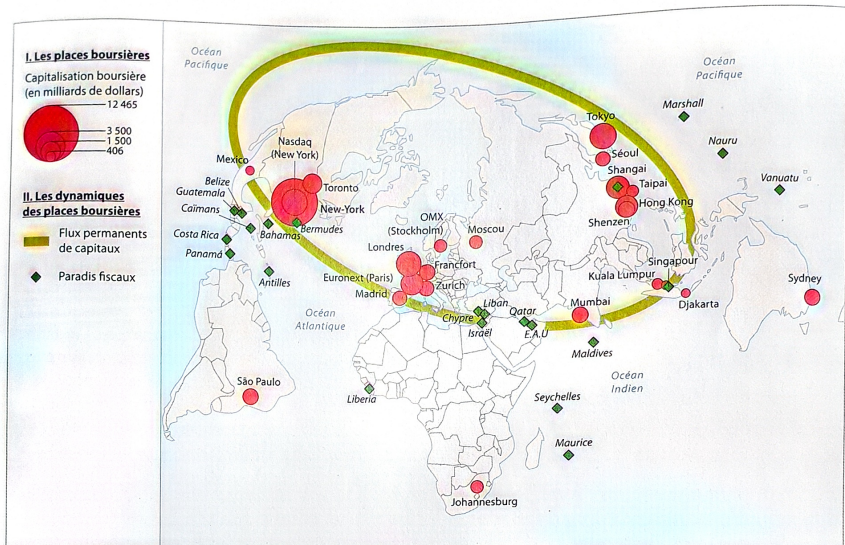 I. Les places boursières
Capitalisation boursière
(en milliards de dollars)
12 465
3 500
1 500
406
II. Les dynamiques
des places boursières
Flux permanents
de capitaux
Paradis fiscaux
Océan
Pacifique
Océan
Pacifique
Marshall
Nauru
Vanuatu
Tokyo
Séoul
Shangai
Taipai
Hong Kong
Shenzen
Mexico
Nasdaq
(New York)
Toronto
New-York
Belize
Guatemala
Caïmans
Costa Rica
Panamá
Bahamas
Bermudes
Antilles
OMX
(Stockholm)
Moscou
Londres
Francfort
Euronext (Paris)
Zurich
Madrid
Singapour
Kuala Lumpur
Djakarta
Sydney
Océan
Atlantique
Chypre
Liban
Israël
Qatar
E.A.U
Mumbai
Maldives
Océan
Indien
São Paulo
Liberia
Seychelles
Maurice
Johannesburg